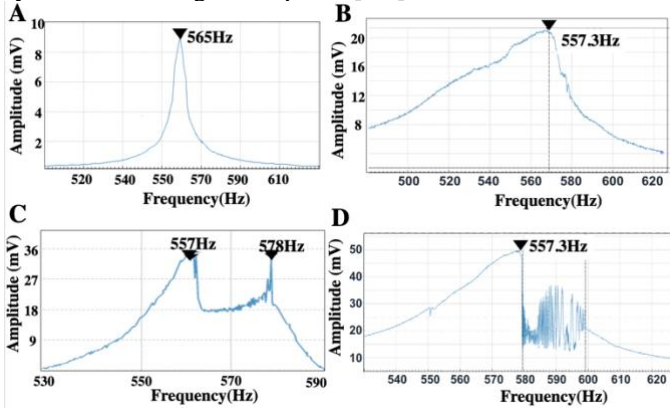 A
Amplitude (mV)
10
8
6
4
2
565Hz
520 550 540 570 590 610
Frequency(Hz)
B
Amplitude (mV)
20
16
12
8
557.3Hz
500 520 540 560 580 600 620
Frequency(Hz)
C
Amplitude (mV)
36
27
18
9
557Hz 578Hz
530 550 570 590
Frequency(Hz)
D
Amplitude (mV)
50
40
30
20
10
557.3Hz
540 550 560 570 580 590 600 620
Frequency(Hz)